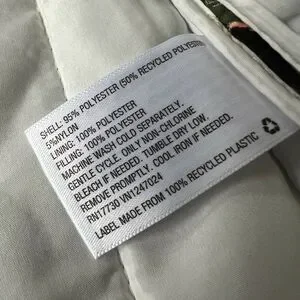 SHELL: 95% POLYESTER (50% RECYCLED POLYESTER)
5%NYLON
LINING: 100% POLYESTER
FILLING: 100% POLYESTER
MACHINE WASH COLD SEPARATELY.
GENTLE CYCLE. ONLY NON-CHLORINE
BLEACH IF NEEDED. TUMBLE DRY LOW.
REMOVE PROMPTLY. COOL IRON IF NEEDED.
RN17730 VN1247024
LABEL MADE FROM 100% RECYCLED PLASTIC